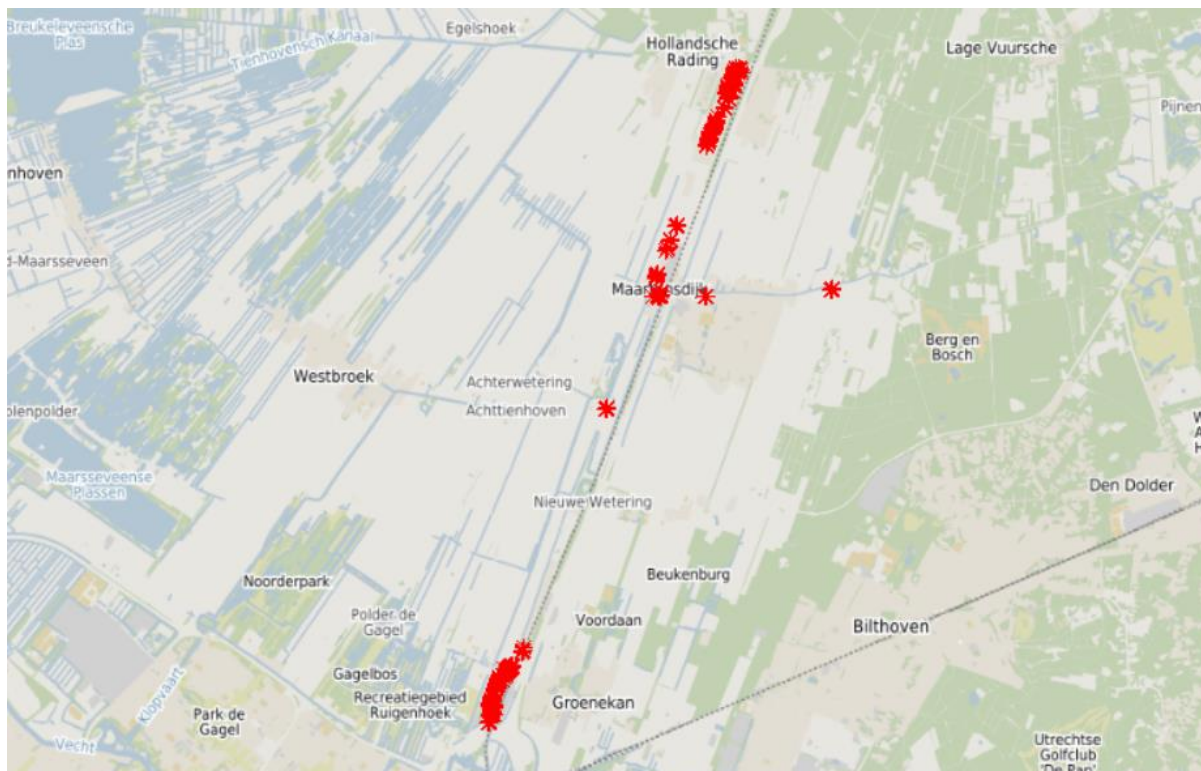 Breukeleveensche
Plas
Egelshoek
Tienhovensch Kanaal
Hollandsche
Rading
Lage Vuursche
Pijnen
nhoven
d-Maarsseveen
Berg en
Bosch
Westbroek
Achterwetering
Achttienhoven
olenpolder
Maarsseveense
Plassen
Nieuwe Wetering
Den Dolder
Noorderpark
Beukenburg
Polder de
Gagel
Voordaan
Bilthoven
Gagelbos
Klopvaart
Recreatiegebied
Ruigenhoek
Groenekan
Park de
Gagel
Vecht
Utrechtse
Golfclub